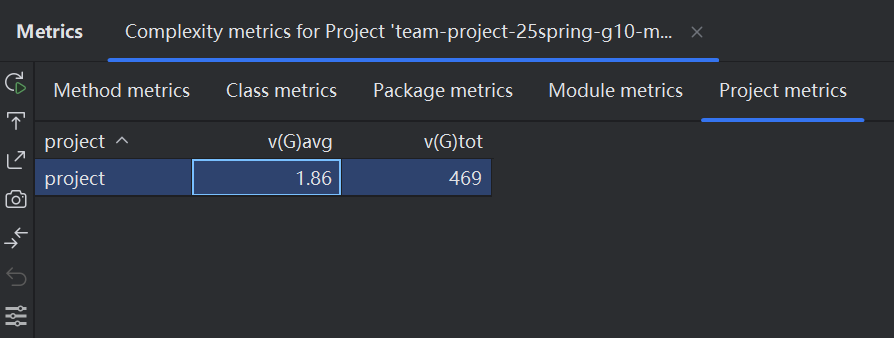 Metrics Complexity metrics for Project 'team-project-25spring-g10-m...
Method metrics Class metrics Package metrics Module metrics Project metrics
project v(G)avg v(G)tot
project 1.86 469